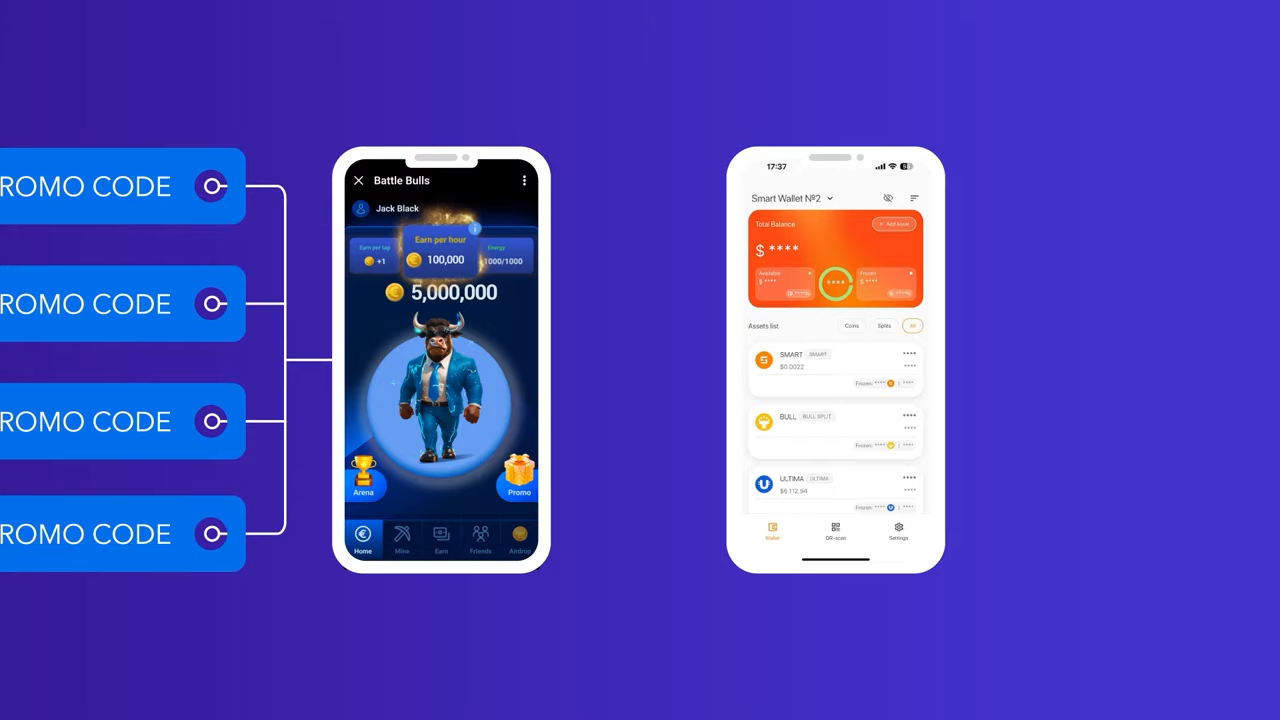 ROMO CODE
ROMO CODE
ROMO CODE
ROMO CODE
Battle Bulls
Jack Black
Earn per tap
+1
Earn per hour
100,000
Energy
1000/1000
5,000,000
Arena
Promo
Home
Mine
Earn
Friends
Airdrop
17:37
Smart Wallet №2
Total Balance
$ ****
Available
$ ****
****
Frozen
$ ****
Assets list
Coins
Splits
All
SMART SMART
****
$0.0022
****
Frozen: **** | ****
BULL BULL SPLIT
****
****
Frozen: **** | ****
ULTIMA ULTIMA
****
$6 112.94
****
Frozen: **** | ****
Wallet
QR-scan
Settings